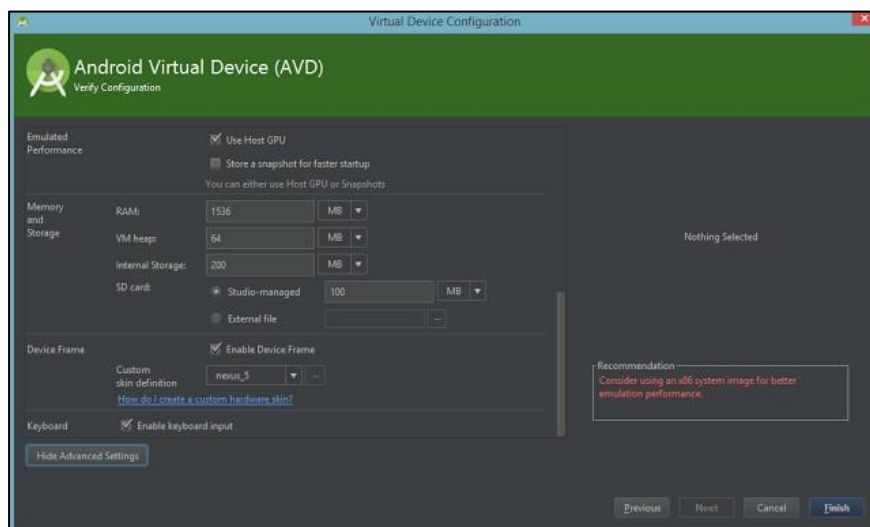 Virtual Device Configuration
Android Virtual Device (AVD)
Verify Configuration
Emulated
Performance
Use Host GPU
Store a snapshot for faster startup
You can either use Host GPU or Snapshots
Memory
and
Storage
RAM:
1536
MB
VM heap:
64
MB
Internal Storage:
200
MB
SD card:
Studio-managed
100
MB
External file
...
Nothing Selected
Device Frame
Enable Device Frame
Custom
skin definition
nexus_5
...
How do I create a custom hardware skin?
Recommendation
Consider using an x86 system image for better
emulation performance.
Keyboard
Enable keyboard input
Hide Advanced Settings
Previous
Next
Cancel
Finish